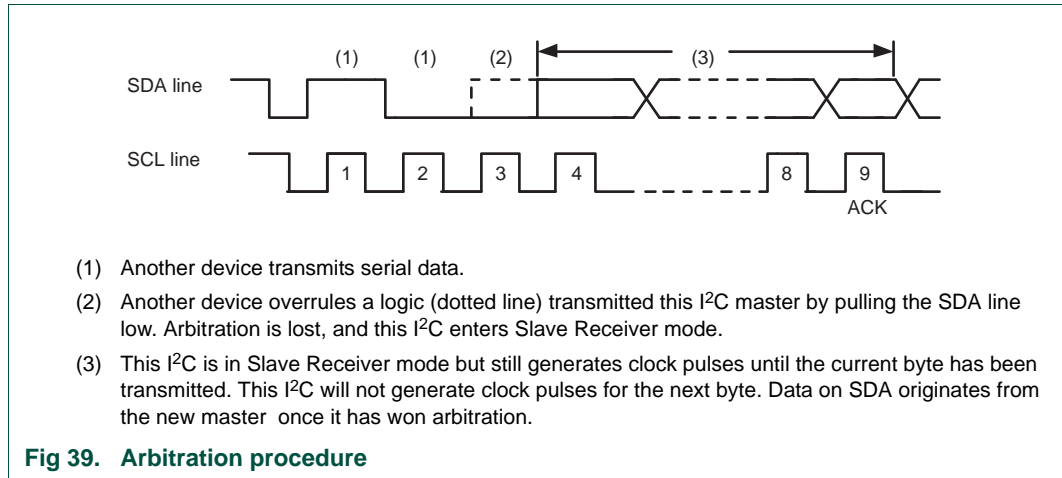 (1) (1) (2) (3)
SDA line
SCL line
1 2 3 4 8 9
ACK
(1) Another device transmits serial data.
(2) Another device overrules a logic (dotted line) transmitted this I2C master by pulling the SDA line
low. Arbitration is lost, and this I2C enters Slave Receiver mode.
(3) This I2C is in Slave Receiver mode but still generates clock pulses until the current byte has been
transmitted. This I2C will not generate clock pulses for the next byte. Data on SDA originates from
the new master once it has won arbitration.
Fig 39. Arbitration procedure